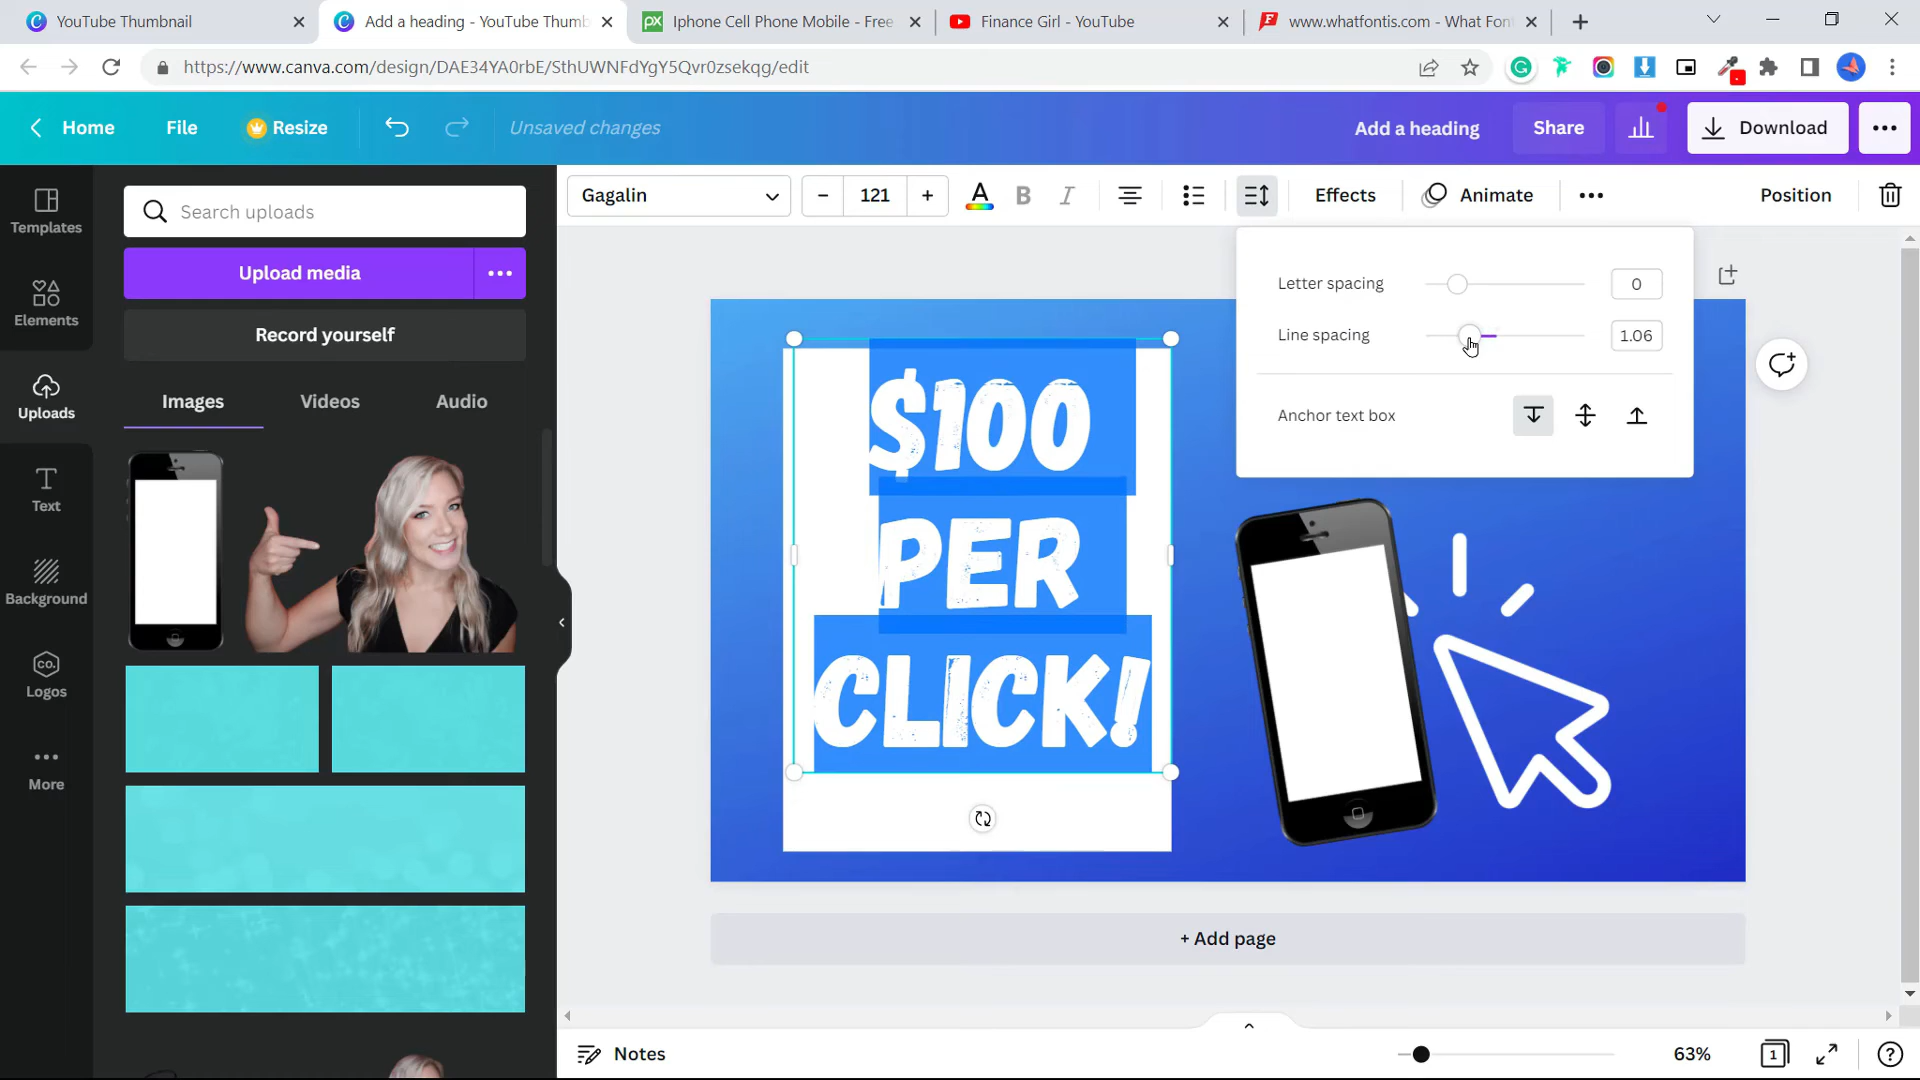 YouTube Thumbnail
Add a heading - YouTube Thumb
Iphone Cell Phone Mobile - Free
Finance Girl - YouTube
www.whatfontis.com - What Font
https://www.canva.com/design/DAE34YA0rbE/SthUWNFdYgY5Qvr0zsekqg/edit
Home
File
Resize
Unsaved changes
Add a heading
Share
Download
Templates
Elements
Uploads
Text
Background
co.
Logos
More
Search uploads
Upload media
Record yourself
Images
Videos
Audio
Gagalin
121
A
B
I
Effects
Animate
Position
Letter spacing
0
Line spacing
1.06
Anchor text box
$100
PER
CLICK!
+ Add page
Notes
63%
1